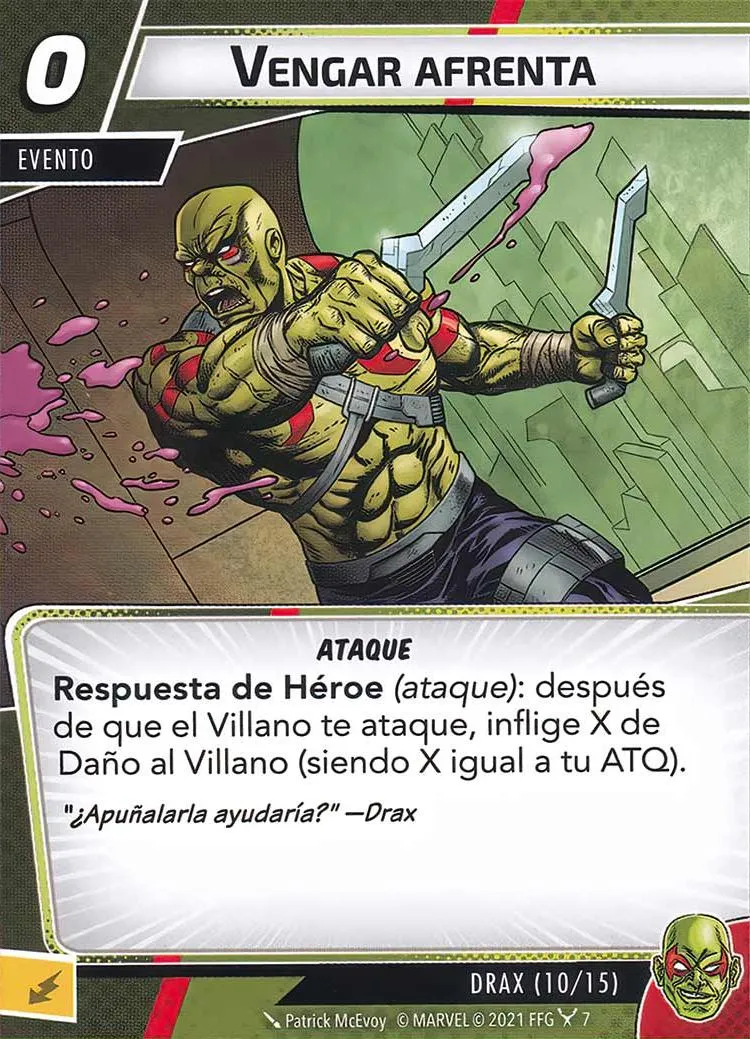 0
VENGAR AFRENTA
EVENTO
ATAQUE
Respuesta de Héroe (ataque): después
de que el Villano te ataque, inflige X de
Daño al Villano (siendo X igual a tu ATQ).
"¿Apuñalarla ayudaría?" —Drax
DRAX (10/15)
Patrick McEvoy © MARVEL © 2021 FFG 7